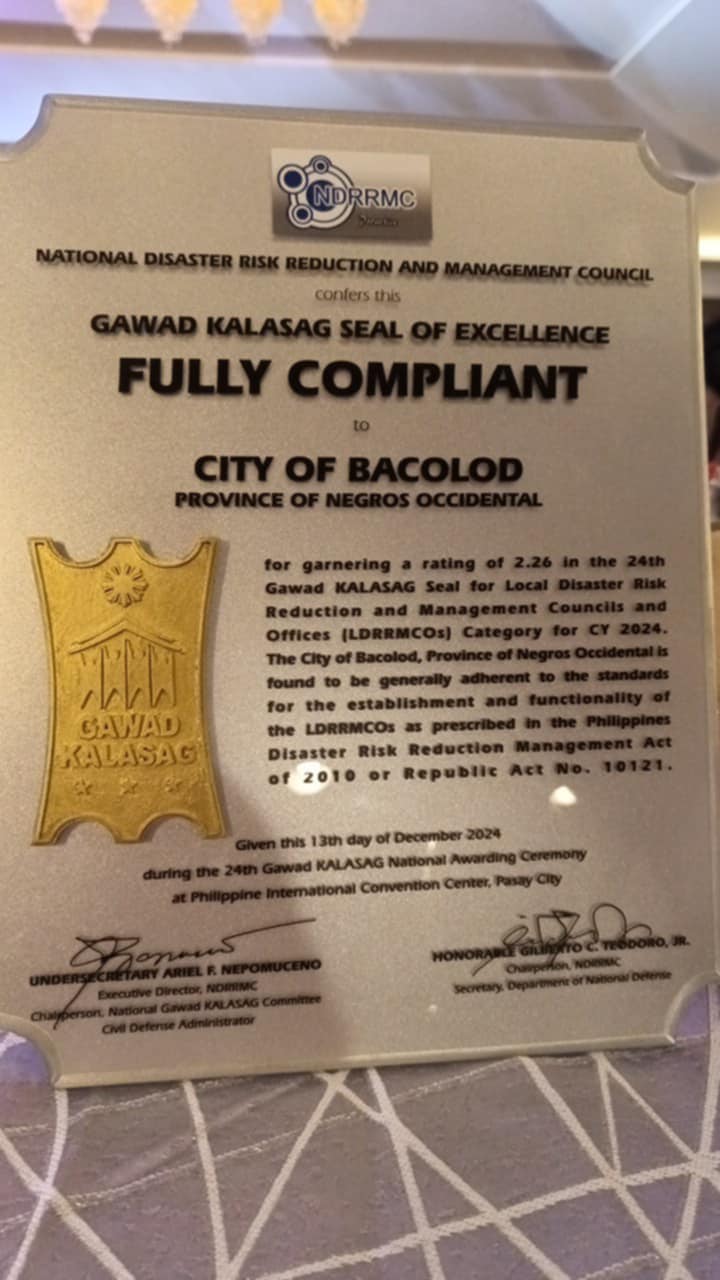 NDRRMC
NATIONAL DISASTER RISK REDUCTION AND MANAGEMENT COUNCIL
confers this
GAWAD KALASAG SEAL OF EXCELLENCE
FULLY COMPLIANT
to
CITY OF BACOLOD
PROVINCE OF NEGROS OCCIDENTAL
for garnering a rating of 2.26 in the 24th
Gawad KALASAG Seal for Local Disaster Risk
Reduction and Management Councils and
Offices (LDRRMCOs) Category for CY 2024.
The City of Bacolod, Province of Negros Occidental is
found to be generally adherent to the standards
for the establishment and functionality of
the LDRRMCOs as prescribed in the Philippines
Disaster Risk Reduction Management Act
of 2010 or Republic Act No. 10121.
GAWAD
KALASAG
Given this 13th day of December 2024
during the 24th Gawad KALASAG National Awarding Ceremony
at Philippine International Convention Center, Pasay City
UNDERSECRETARY ARIEL F. NEPOMUCENO
Executive Director, NDRRMC
Chairperson, National Gawad KALASAG Committee
Civil Defense Administrator
HONORABLE GILBERTO C. TEODORO, JR.
Chairperson, NDRRMC
Secretary, Department of National Defense